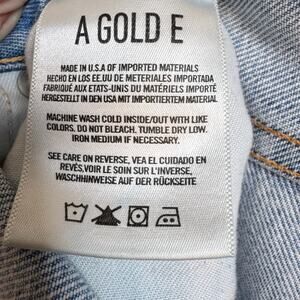 A GOLD E
MADE IN U.S.A OF IMPORTED MATERIALS
HECHO EN LOS EE.UU DE METERIALES IMPORTADA
FABRIQUÉ AUX ETATS-UNIS DU MATÉRIELS IMPORTÉ
HERGESTELLT IN DEN USA MIT IMPORTIERTEM MATERIAL
MACHINE WASH COLD INSIDE/OUT WITH LIKE
COLORS. DO NOT BLEACH. TUMBLE DRY LOW.
IRON MEDIUM IF NECESSARY.
SEE CARE ON REVERSE, VEA EL CUIDADO EN
REVÉS,VOIR LE SOIN SUR L'INVERSE,
WASCHHINWEISE AUF DER RÜCKSEITE